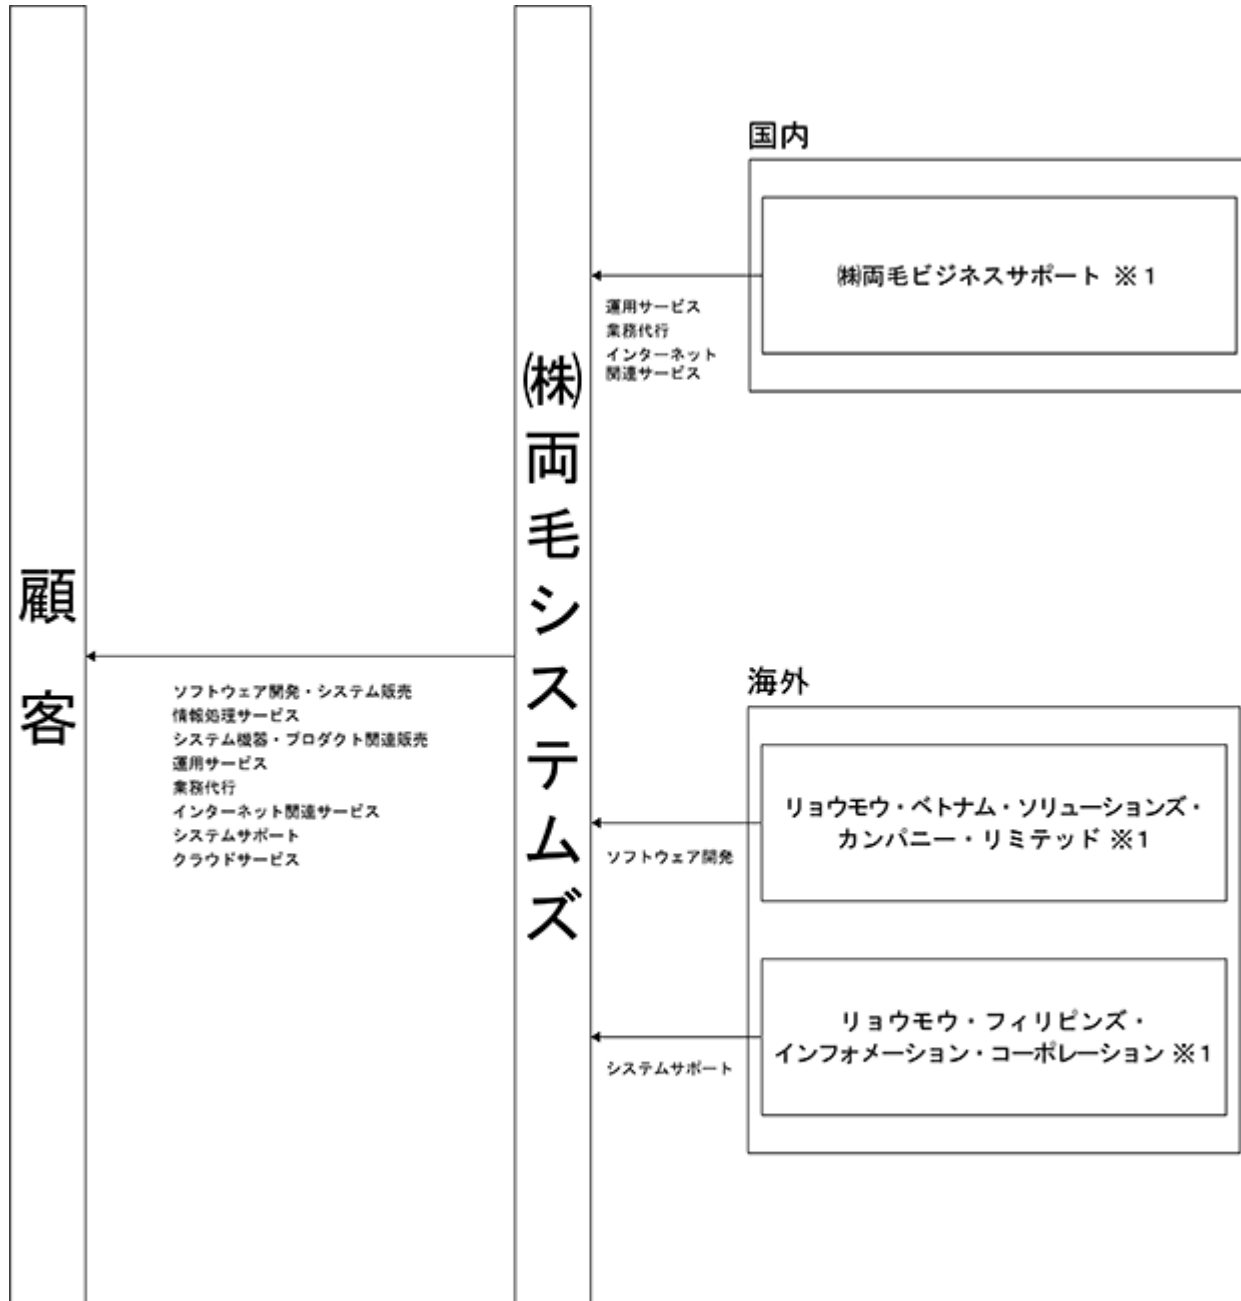 顧客
ソフトウェア開発・システム販売
情報処理サービス
システム機器・プロダクト関連販売
運用サービス
業務代行
インターネット関連サービス
システムサポート
クラウドサービス
㈱両毛システムズ
運用サービス
業務代行
インターネット
関連サービス
国内
㈱両毛ビジネスサポート ※1
ソフトウェア開発
システムサポート
海外
リョウモウ・ベトナム・ソリューションズ・
カンパニー・リミテッド ※1
リョウモウ・フィリピンズ・
インフォメーション・コーポレーション ※1